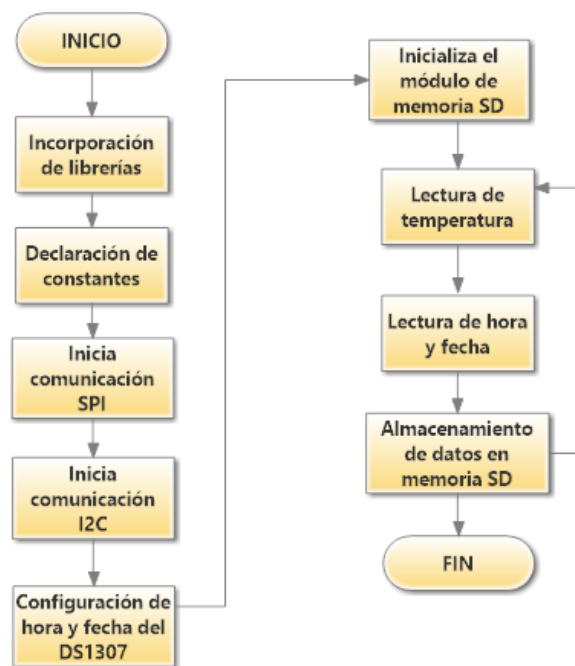 INICIO
Incorporación
de librerías
Declaración de
constantes
Inicia
comunicación
SPI
Inicia
comunicación
I2C
Configuración de
hora y fecha del
DS1307
Inicializa el
módulo de
memoria SD
Lectura de
temperatura
Lectura de hora
y fecha
Almacenamiento
de datos en
memoria SD
FIN